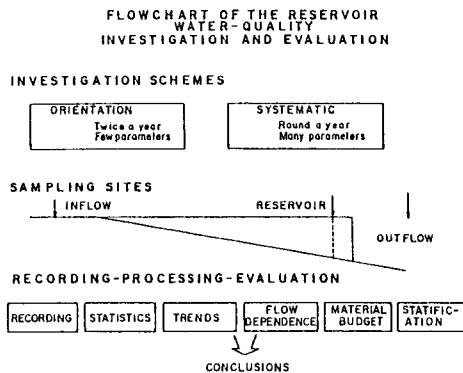 FLOWCHART OF THE RESERVOIR
WATER-QUALITY
INVESTIGATION AND EVALUATION
INVESTIGATION SCHEMES
ORIENTATION
Twice a year
Few parameters
SYSTEMATIC
Round a year
Many parameters
SAMPLING SITES
INFLOW
RESERVOIR
OUTFLOW
RECORDING-PROCESSING-EVALUATION
RECORDING
STATISTICS
TRENDS
FLOW
DEPENDENCE
MATERIAL
BUDGET
STATIFIC-
ATION
CONCLUSIONS